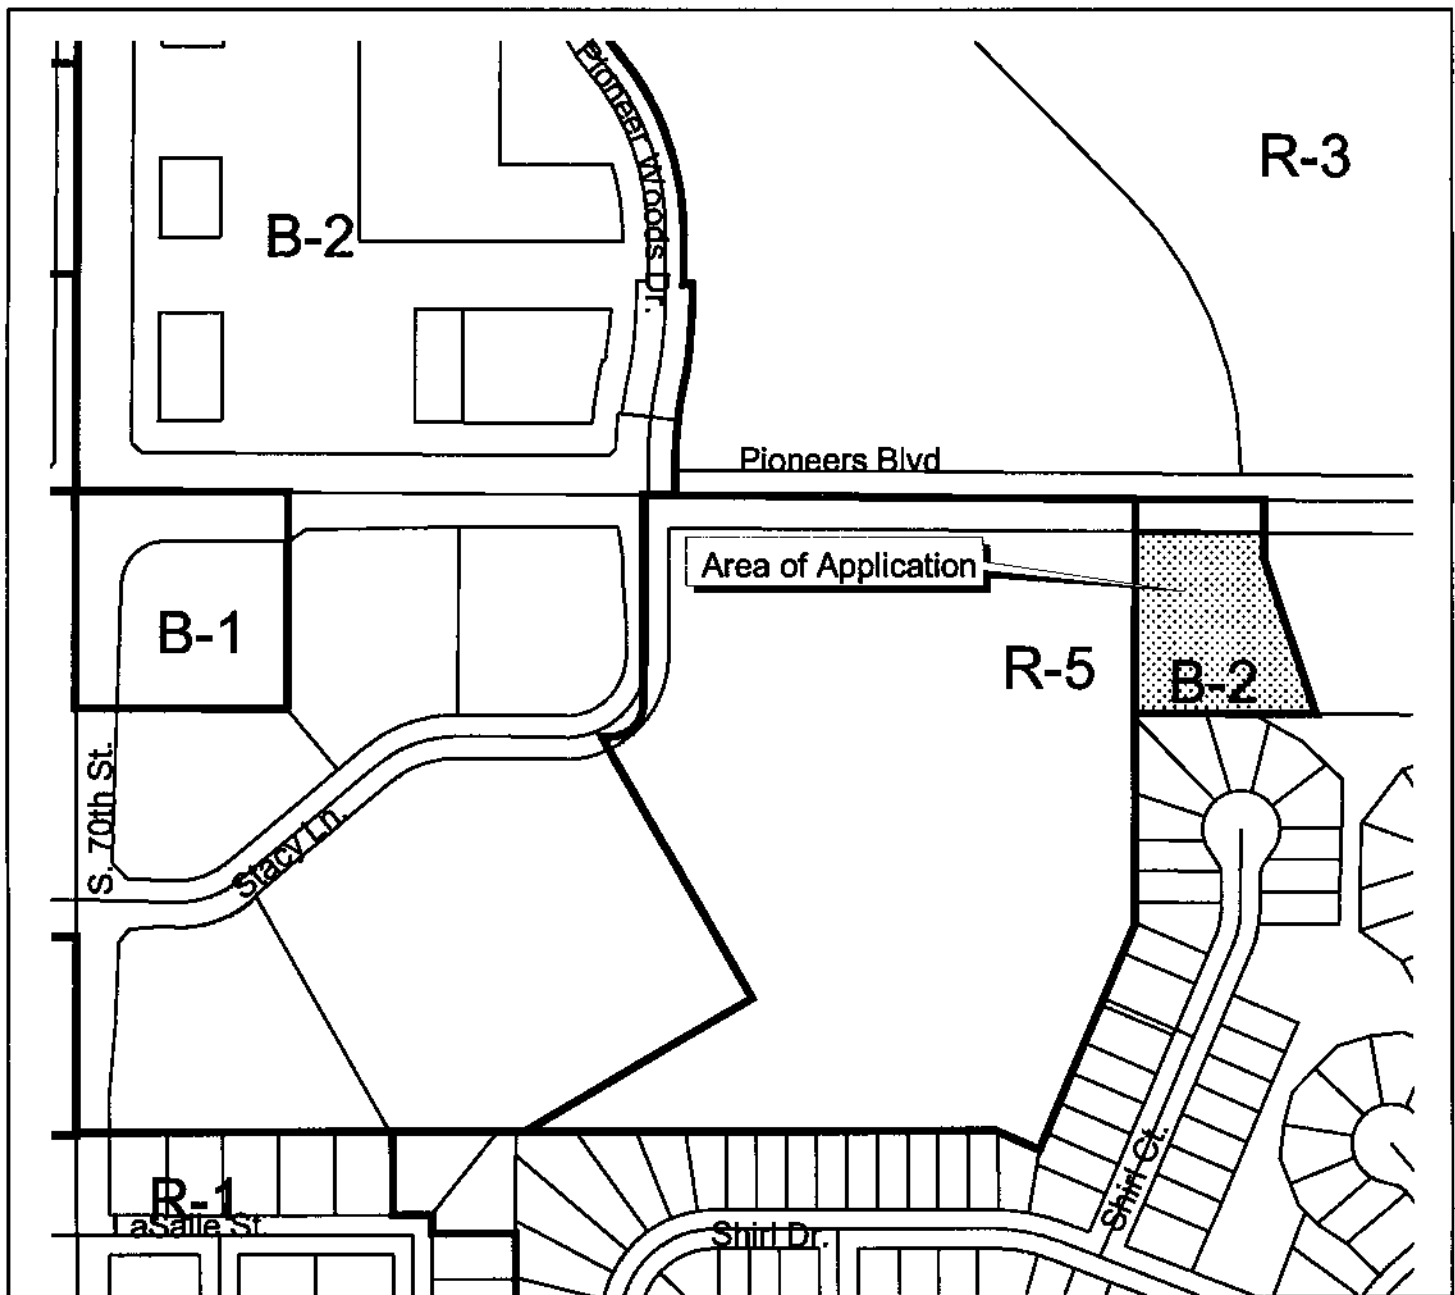 Pioneer Woods Dr.
R-3
B-2
Pioneers Blvd
Area of Application
B-1
R-5
B-2
S. 70th St.
Stacy Ln.
R-1
LaSalle St.
Shirl Dr.
Shirl Ct.